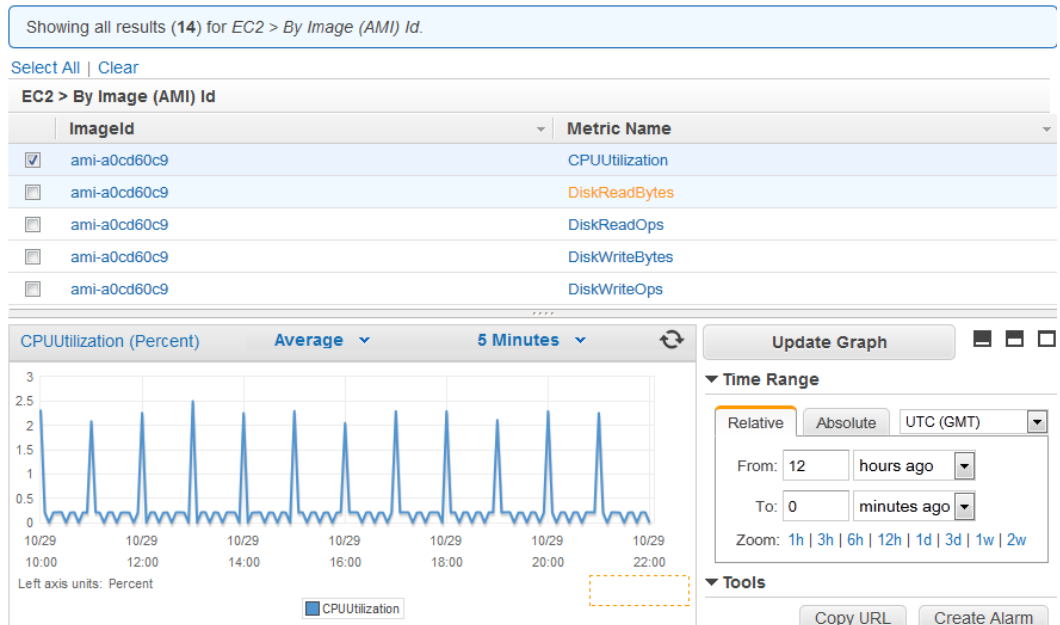 Showing all results (14) for EC2 > By Image (AMI) Id.
Select All | Clear
EC2 > By Image (AMI) Id
ImageId Metric Name
ami-a0cd60c9 CPUUtilization
ami-a0cd60c9 DiskReadBytes
ami-a0cd60c9 DiskReadOps
ami-a0cd60c9 DiskWriteBytes
ami-a0cd60c9 DiskWriteOps
CPUUtilization (Percent) Average 5 Minutes Update Graph
Time Range
Relative Absolute UTC (GMT)
From: 12 hours ago
To: 0 minutes ago
Zoom: 1h | 3h | 6h | 12h | 1d | 3d | 1w | 2w
Tools
Copy URL Create Alarm
3
2.5
2
1.5
1
0.5
0
10/29 10/29 10/29 10/29 10/29 10/29 10/29
10:00 12:00 14:00 16:00 18:00 20:00 22:00
Left axis units: Percent
CPUUtilization